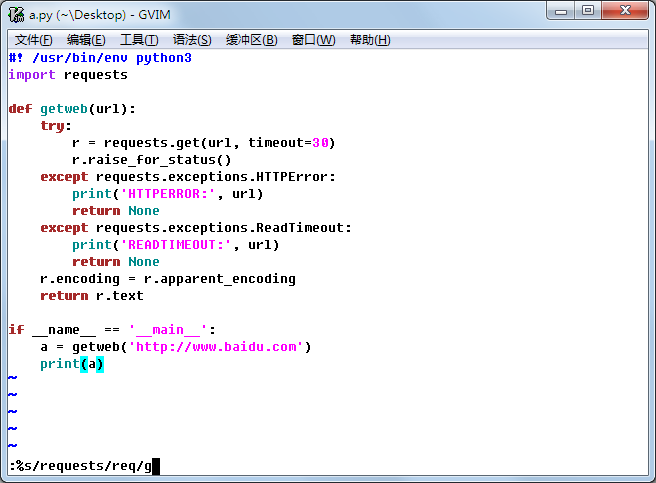 a.py (~\Desktop) - GVIM
文件(F) 编辑(E) 工具(T) 语法(S) 缓冲区(B) 窗口(W) 帮助(H)
#! /usr/bin/env python3
import requests
def getweb(url):
    try:
        r = requests.get(url, timeout=30)
        r.raise_for_status()
    except requests.exceptions.HTTPError:
        print('HTTPERROR:', url)
        return None
    except requests.exceptions.ReadTimeout:
        print('READTIMEOUT:', url)
        return None
    r.encoding = r.apparent_encoding
    return r.text
if __name__ == '__main__':
    a = getweb('http://www.baidu.com')
    print(a)
~
~
~
~
~
:%s/requests/req/g